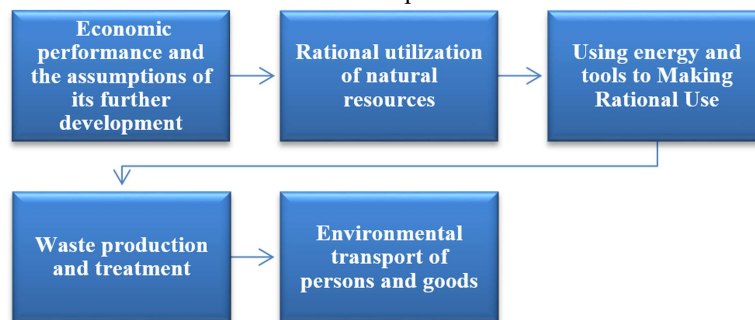 Economic
performance and
the assumptions of
its further
development
Rational utilization
of natural
resources
Using energy and
tools to Making
Rational Use
Waste production
and treatment
Environmental
transport of
persons and goods